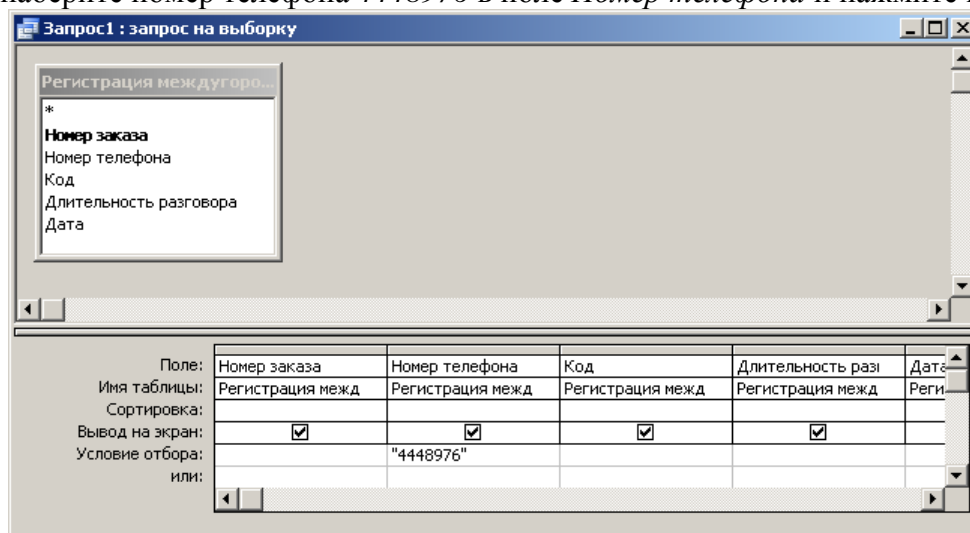 наберите номер телефона 4448976 в поле Номер телефона и нажмите
Запрос1 : запрос на выборку
Регистрация междугоро...
*
Номер заказа
Номер телефона
Код
Длительность разговора
Дата
Поле: Номер заказа Номер телефона Код Длительность разі Дата
Имя таблицы: Регистрация межд Регистрация межд Регистрация межд Регистрация межд Реги
Сортировка:
Вывод на экран:
Условие отбора: "4448976"
или: